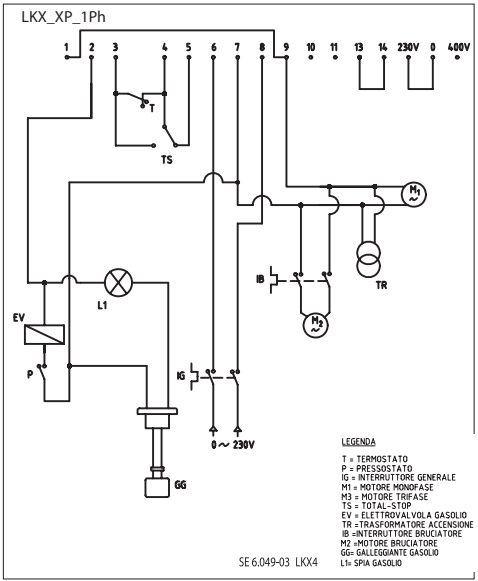 LKX_XP_1Ph
1 2 3 4 5 6 7 8 9 10 11 13 14 230V 0 400V
T
TS
M1
~
IB
TR
L1
EV
M2
~
P
IG
0 ~ 230V
GG
LEGENDA
T = TERMOSTATO
P = PRESSOSTATO
IG = INTERRUTTORE GENERALE
M1 = MOTORE MONOFASE
M3 = MOTORE TRIFASE
TS = TOTAL-STOP
EV = ELETTROVALVOLA GASOLIO
TR =TRASFORMATORE ACCENSIONE
IB =INTERRUTTORE BRUCIATORE
M2 =MOTORE BRUCIATORE
GG= GALLEGGIANTE GASOLIO
L1= SPIA GASOLIO
SE 6.049-03 LKX4